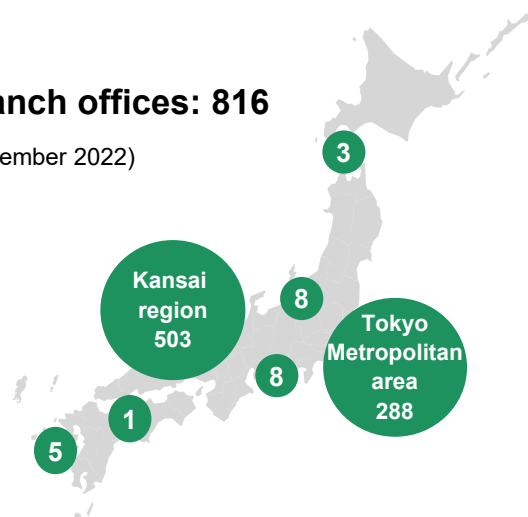 anch offices: 816
ember 2022)
3
Kansai
region
503
8
Tokyo
Metropolitan
area
288
8
1
5